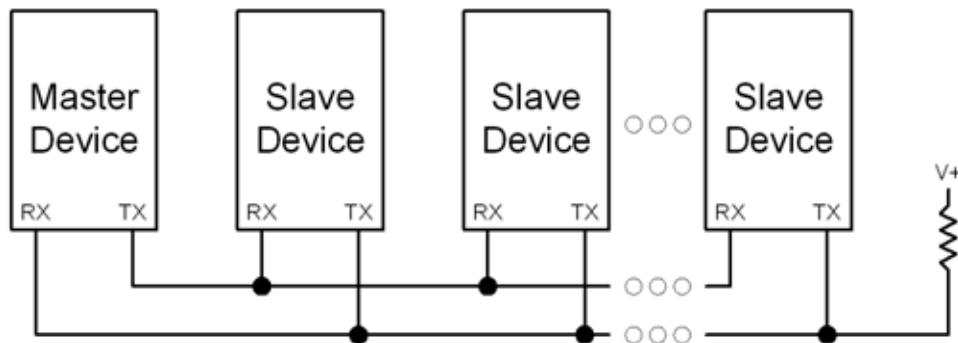 Master
Device
Slave
Device
Slave
Device
Slave
Device
RX TX
RX TX
RX TX
RX TX
V+